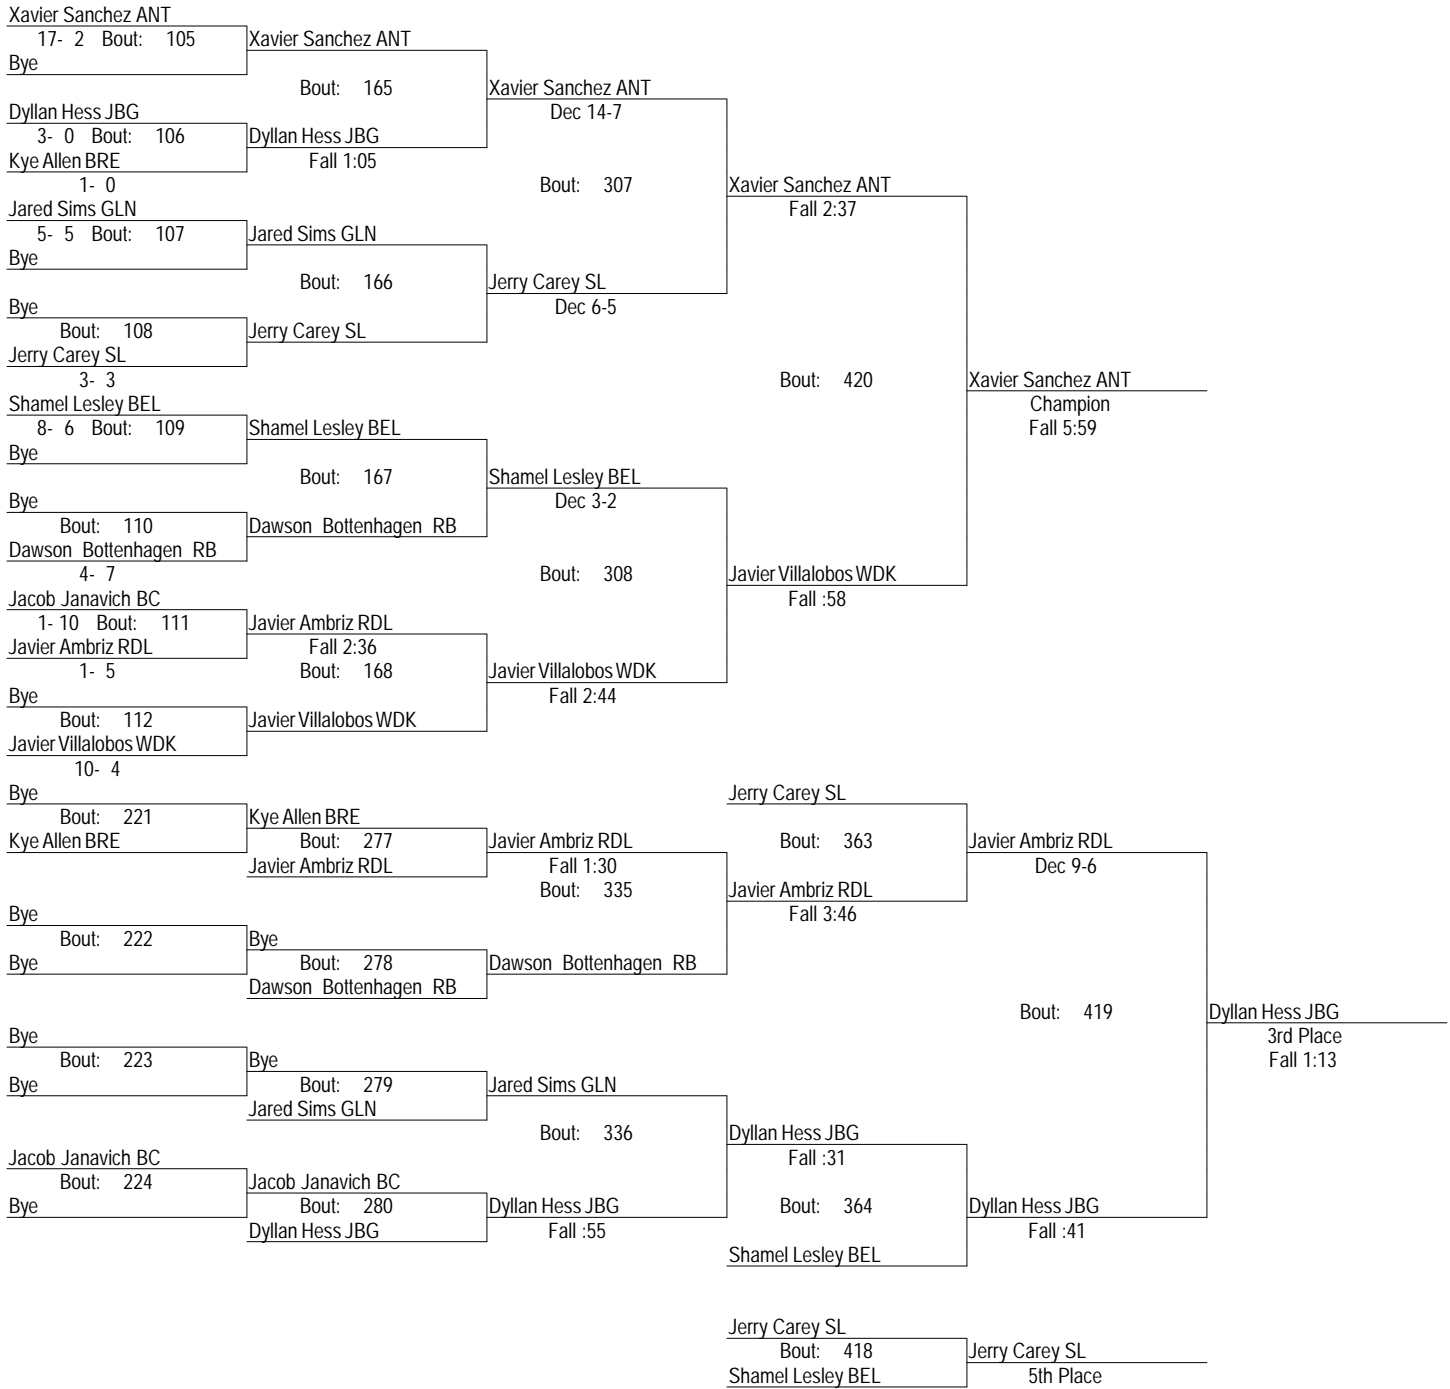 Xavier Sanchez ANT
17- 2 Bout: 105
Xavier Sanchez ANT
Bye
Bout: 165
Xavier Sanchez ANT
Dyllan Hess JBG
Dec 14-7
3- 0 Bout: 106
Dyllan Hess JBG
Kye Allen BRE
Fall 1:05
1- 0
Bout: 307
Xavier Sanchez ANT
Jared Sims GLN
Fall 2:37
5- 5 Bout: 107
Jared Sims GLN
Bye
Bout: 166
Jerry Carey SL
Bye
Dec 6-5
Bout: 108
Jerry Carey SL
Jerry Carey SL
3- 3
Bout: 420
Xavier Sanchez ANT
Shamel Lesley BEL
Champion
8- 6 Bout: 109
Shamel Lesley BEL
Fall 5:59
Bye
Bout: 167
Shamel Lesley BEL
Bye
Dec 3-2
Bout: 110
Dawson Bottenhagen RB
Dawson Bottenhagen RB
4- 7
Bout: 308
Javier Villalobos WDK
Jacob Janavich BC
Fall :58
1- 10 Bout: 111
Javier Ambriz RDL
Javier Ambriz RDL
Fall 2:36
1- 5
Bout: 168
Javier Villalobos WDK
Bye
Fall 2:44
Bout: 112
Javier Villalobos WDK
Javier Villalobos WDK
10- 4
Bye
Jerry Carey SL
Bout: 221
Kye Allen BRE
Kye Allen BRE
Bout: 277
Javier Ambriz RDL
Bout: 363
Javier Ambriz RDL
Javier Ambriz RDL
Fall 1:30
Dec 9-6
Bout: 335
Javier Ambriz RDL
Bye
Fall 3:46
Bout: 222
Bye
Bye
Bout: 278
Dawson Bottenhagen RB
Dawson Bottenhagen RB
Bout: 419
Dyllan Hess JBG
Bye
3rd Place
Bout: 223
Bye
Fall 1:13
Bye
Bout: 279
Jared Sims GLN
Jared Sims GLN
Bout: 336
Dyllan Hess JBG
Jacob Janavich BC
Fall :31
Bout: 224
Jacob Janavich BC
Bye
Bout: 280
Dyllan Hess JBG
Bout: 364
Dyllan Hess JBG
Dyllan Hess JBG
Fall :55
Fall :41
Shamel Lesley BEL
Jerry Carey SL
Bout: 418
Jerry Carey SL
Shamel Lesley BEL
5th Place